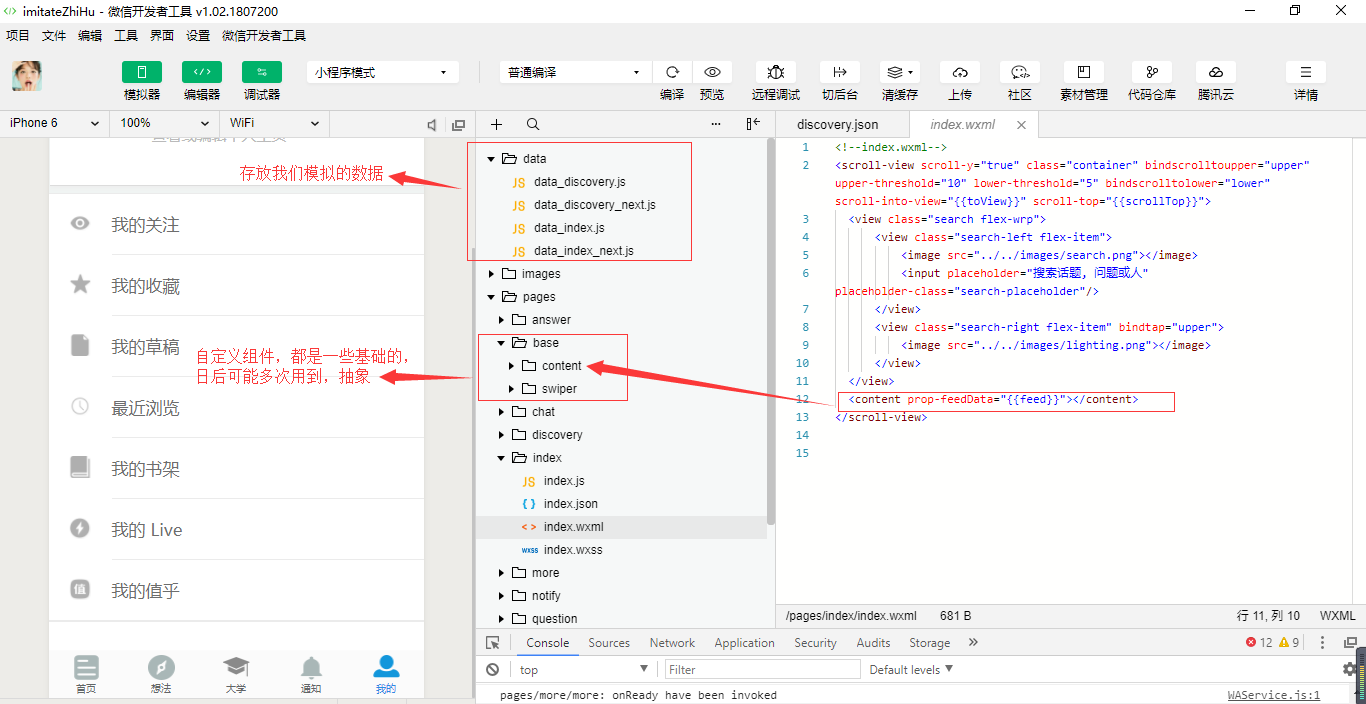 imitateZhiHu - 微信开发者工具 v1.02.1807200
项目 文件 编辑 工具 界面 设置 微信开发者工具
模拟器 编辑器 调试器
小程序模式
普通编译
编译 预览 远程调试 切后台 清缓存 上传 社区 素材管理 代码仓库 腾讯云 详情
iPhone 6 100% WiFi
存放我们模拟的数据
我的关注
我的收藏
我的草稿
自定义组件，都是一些基础的，
日后可能多次用到，抽象
最近浏览
我的书架
我的 Live
值 我的值乎
首页 想法 大学 通知 我的
data
JS data_discovery.js
JS data_discovery_next.js
JS data_index.js
JS data_index_next.js
images
pages
answer
base
content
swiper
chat
discovery
index
JS index.js
{ } index.json
< > index.wxml
wxss index.wxss
more
notify
question
discovery.json index.wxml
1 <!--index.wxml-->
2 <scroll-view scroll-y="true" class="container" bindscrolltoupper="upper"
upper-threshold="10" lower-threshold="5" bindscrolltolower="lower"
scroll-into-view="{{toView}}" scroll-top="{{scrollTop}}">
3 <view class="search flex-wrp">
4 <view class="search-left flex-item">
5 <image src="../../images/search.png"></image>
6 <input placeholder="搜索话题, 问题或人"
placeholder-class="search-placeholder"/>
7 </view>
8 <view class="search-right flex-item" bindtap="upper">
9 <image src="../../images/lighting.png"></image>
10 </view>
11 </view>
12 <content prop-feedData="{{feed}}"></content>
13 </scroll-view>
14
15
/pages/index/index.wxml 681 B 行 11, 列 10 WXML
Console Sources Network Application Security Audits Storage » 12 9
top Filter Default levels
pages/more/more: onReady have been invoked WAService.js:1